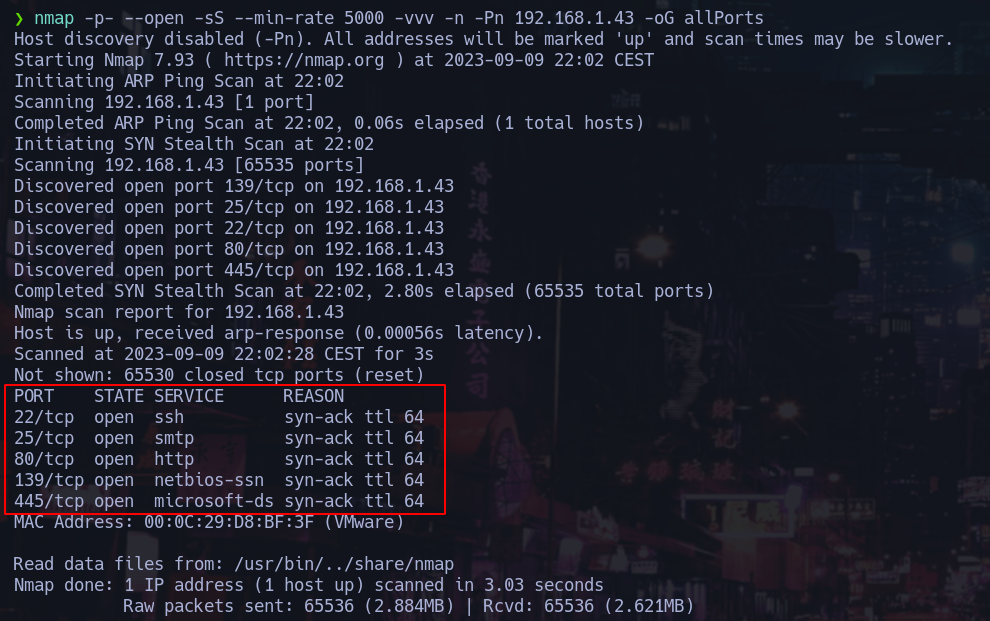 ❯ nmap -p- --open -sS --min-rate 5000 -vvv -n -Pn 192.168.1.43 -oG allPorts
Host discovery disabled (-Pn). All addresses will be marked 'up' and scan times may be slower.
Starting Nmap 7.93 ( https://nmap.org ) at 2023-09-09 22:02 CEST
Initiating ARP Ping Scan at 22:02
Scanning 192.168.1.43 [1 port]
Completed ARP Ping Scan at 22:02, 0.06s elapsed (1 total hosts)
Initiating SYN Stealth Scan at 22:02
Scanning 192.168.1.43 [65535 ports]
Discovered open port 139/tcp on 192.168.1.43
Discovered open port 25/tcp on 192.168.1.43
Discovered open port 22/tcp on 192.168.1.43
Discovered open port 80/tcp on 192.168.1.43
Discovered open port 445/tcp on 192.168.1.43
Completed SYN Stealth Scan at 22:02, 2.80s elapsed (65535 total ports)
Nmap scan report for 192.168.1.43
Host is up, received arp-response (0.00056s latency).
Scanned at 2023-09-09 22:02:28 CEST for 3s
Not shown: 65530 closed tcp ports (reset)
PORT    STATE SERVICE      REASON
22/tcp  open  ssh          syn-ack ttl 64
25/tcp  open  smtp         syn-ack ttl 64
80/tcp  open  http         syn-ack ttl 64
139/tcp open  netbios-ssn  syn-ack ttl 64
445/tcp open  microsoft-ds syn-ack ttl 64
MAC Address: 00:0C:29:D8:BF:3F (VMware)
Read data files from: /usr/bin/../share/nmap
Nmap done: 1 IP address (1 host up) scanned in 3.03 seconds
Raw packets sent: 65536 (2.884MB) | Rcvd: 65536 (2.621MB)